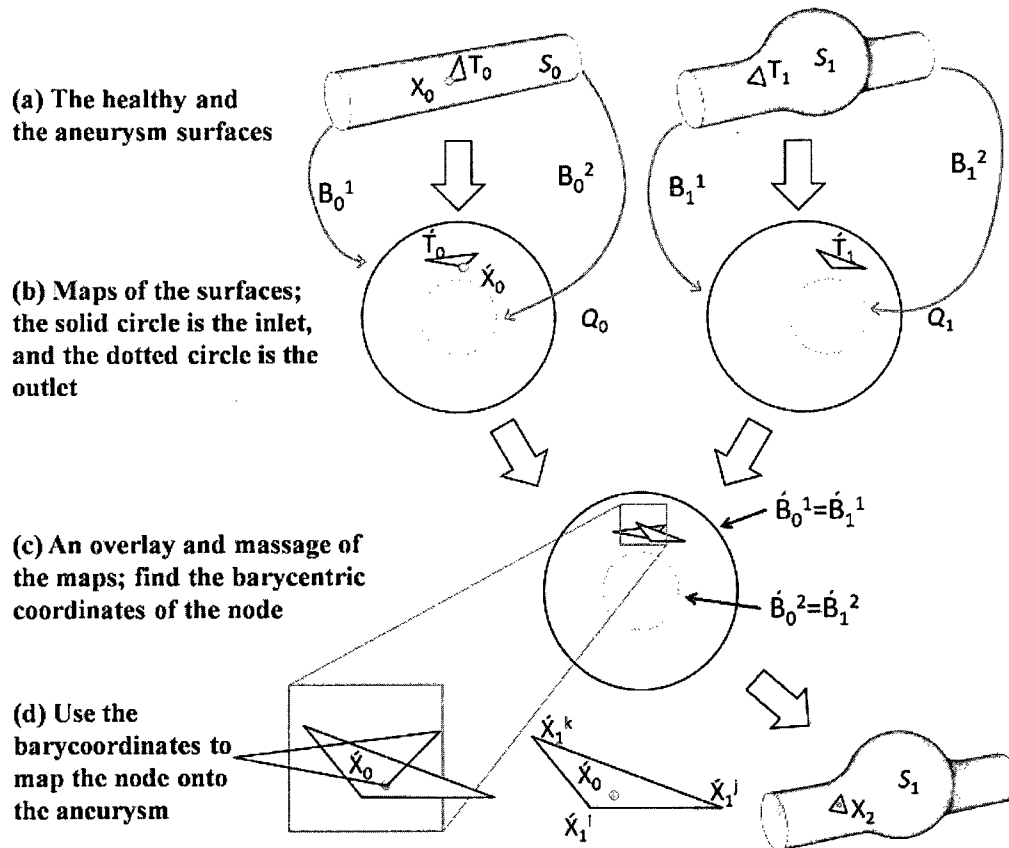 (a) The healthy and
the aneurysm surfaces
X₀
T₀
S₀
T₁
S₁
B₀¹
B₀²
B₁¹
B₁²
(b) Maps of the surfaces;
the solid circle is the inlet,
and the dotted circle is the
outlet
T́₀
X́₀
Q₀
T́₁
Q₁
(c) An overlay and massage of
the maps; find the barycentric
coordinates of the node
B́₀¹=B́₁¹
B́₀²=B́₁²
(d) Use the
barycoordinates to
map the node onto
the aneurysm
X́₀
X́₁ᵏ
X́₀
X́₁ⁱ
X́₁ʲ
S₁
X₂